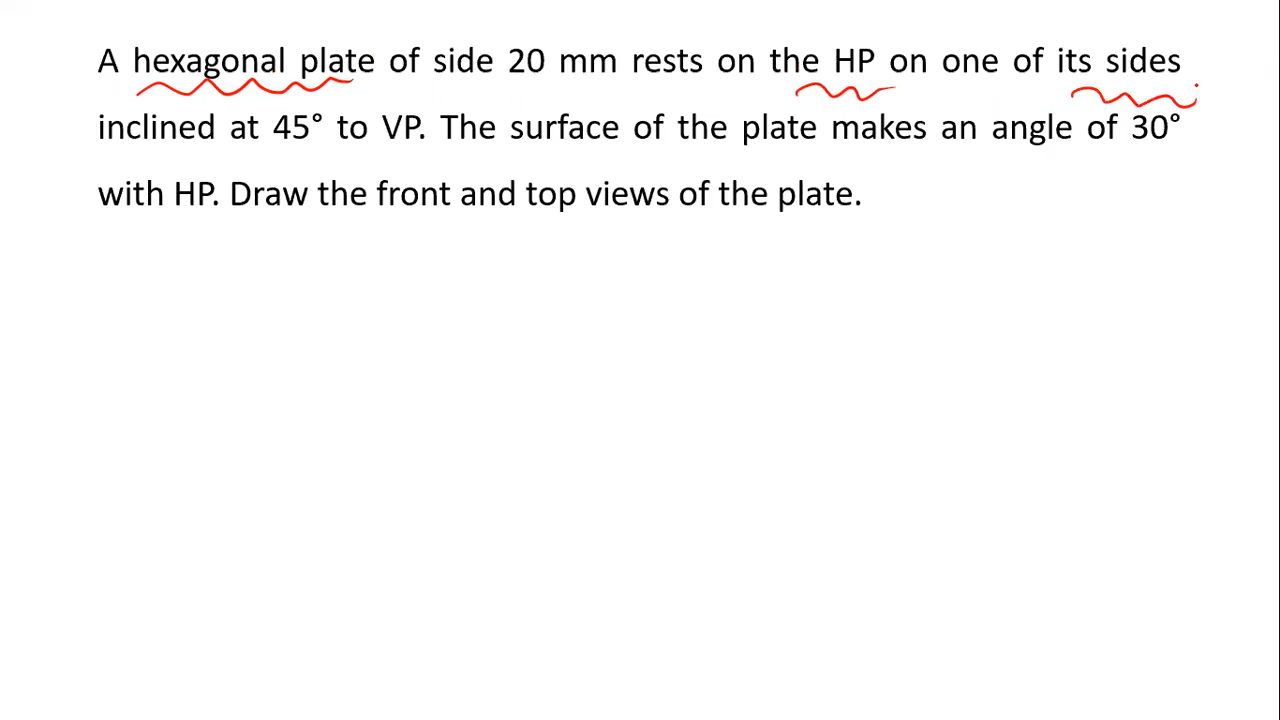 A hexagonal plate of side 20 mm rests on the HP on one of its sides
inclined at 45° to VP. The surface of the plate makes an angle of 30°
with HP. Draw the front and top views of the plate.